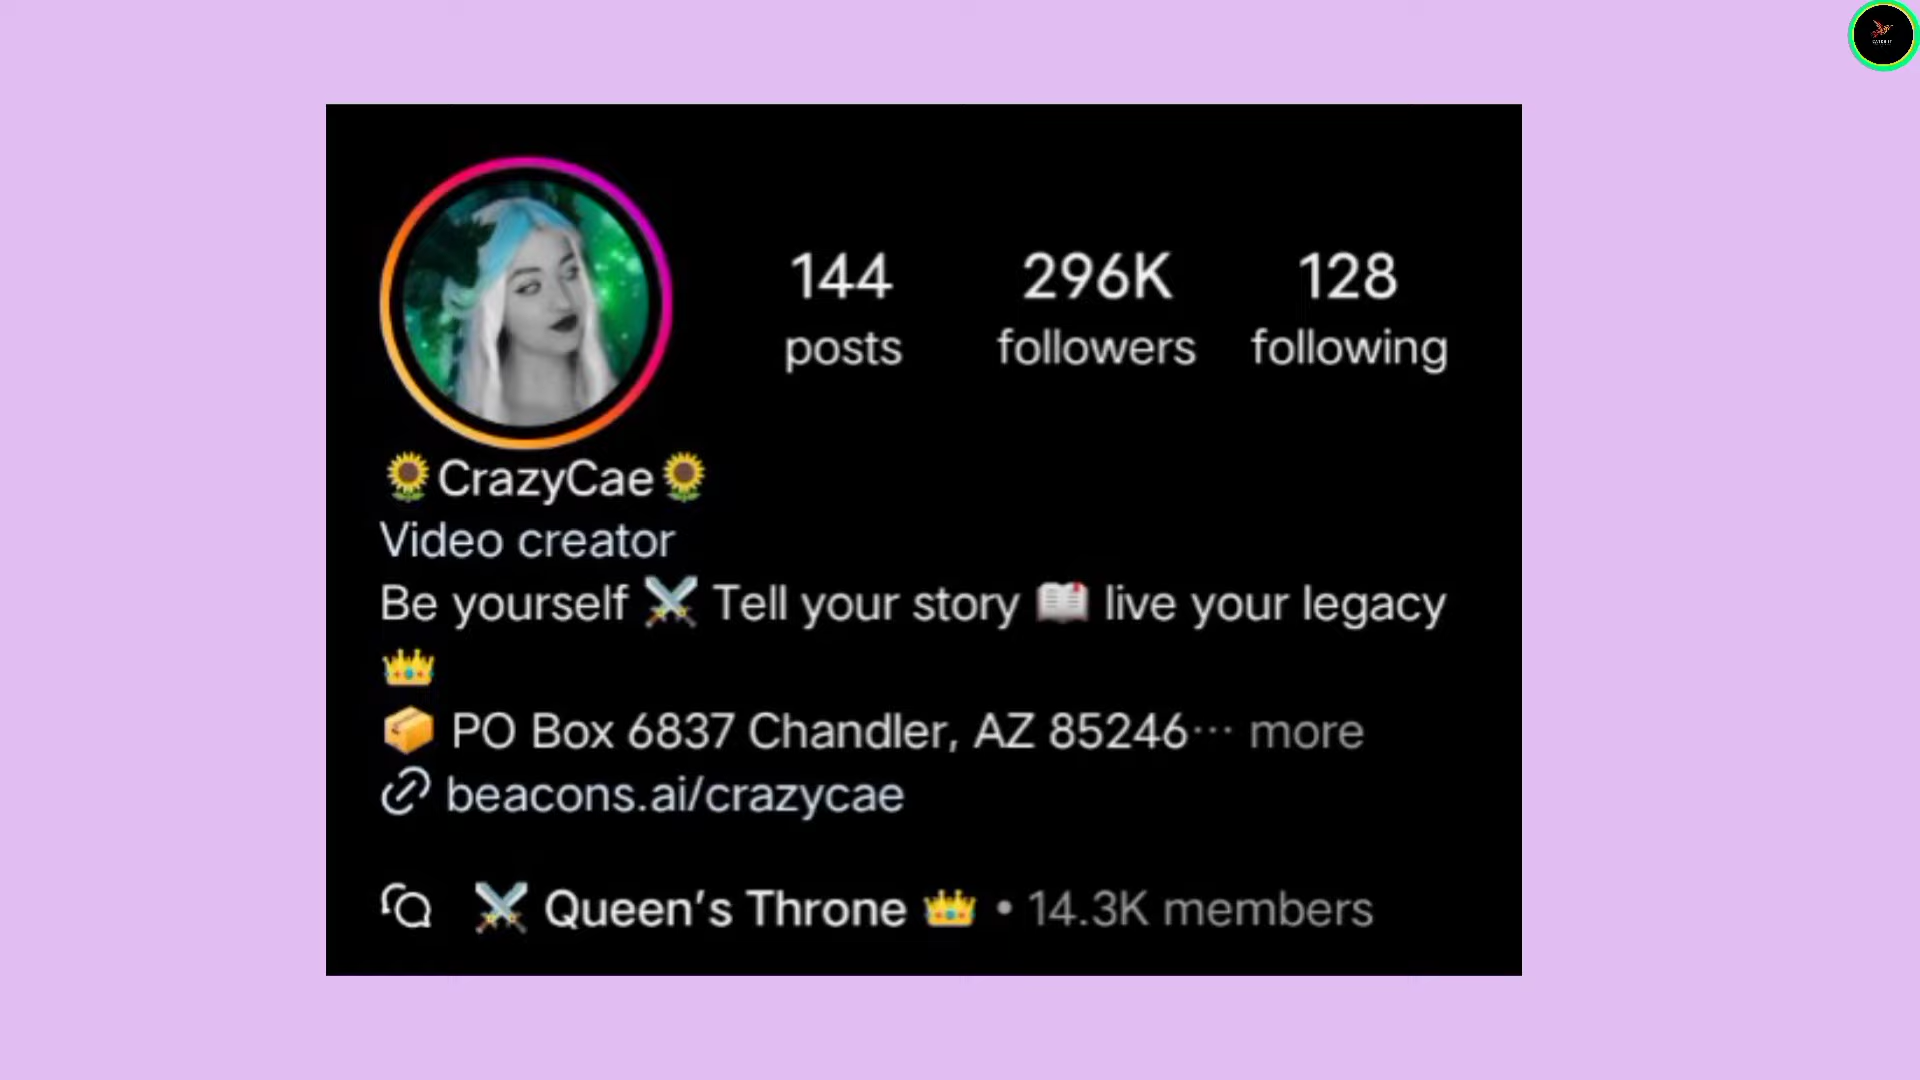 144 296K 128
posts followers following
🌻CrazyCae🌻
Video creator
Be yourself ⚔️ Tell your story 📖 live your legacy
👑
📦 PO Box 6837 Chandler, AZ 85246... more
beacons.ai/crazycae
⚔️ Queen's Throne 👑 • 14.3K members